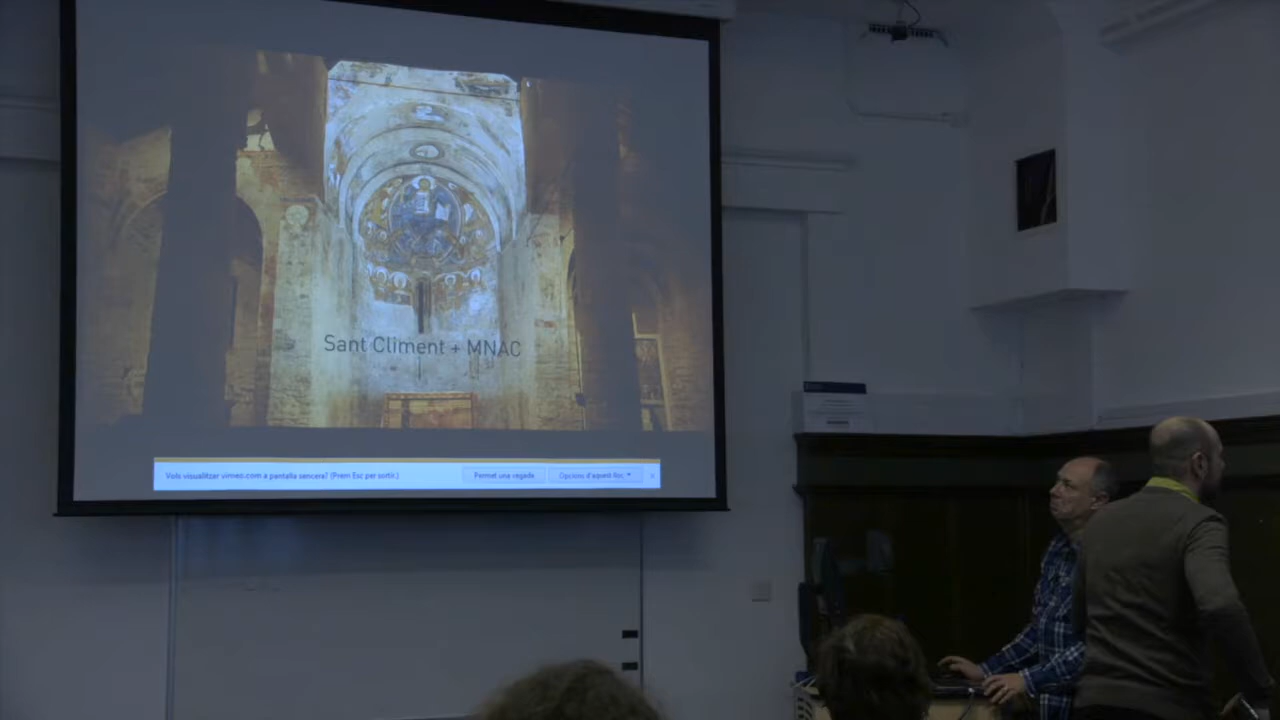 Sant Climent + MNAC
Vols visualitzar vimeo.com a pantalla sencera? (Prem Esc per sortir.)
Permet una vegada
Opcions d'aquest lloc